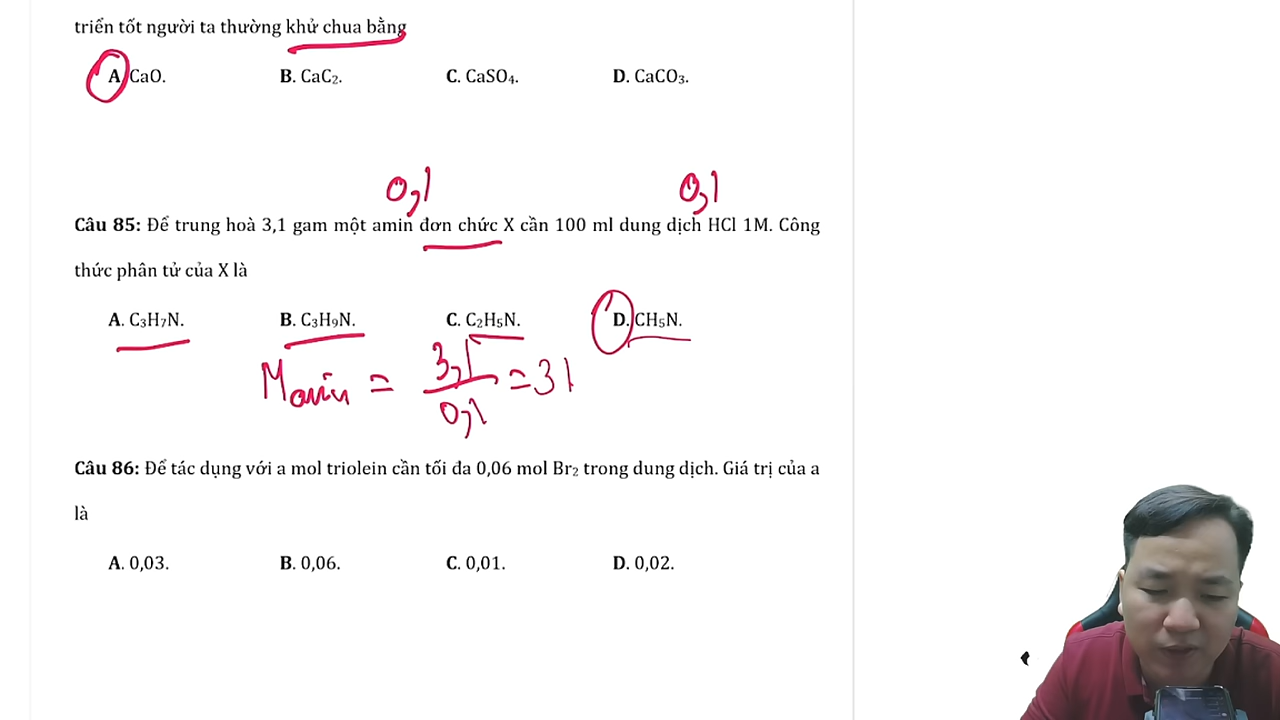 triển tốt người ta thường khử chua bằng
A. CaO. B. CaC₂. C. CaSO₄. D. CaCO₃.
0,1 0,1
Câu 85: Để trung hoà 3,1 gam một amin đơn chức X cần 100 ml dung dịch HCl 1M. Công
thức phân tử của X là
A. C₃H₇N. B. C₃H₉N. C. C₂H₅N. D. CH₅N.
Mamin = 3,1 / 0,1 = 31
Câu 86: Để tác dụng với a mol triolein cần tối đa 0,06 mol Br₂ trong dung dịch. Giá trị của a
là
A. 0,03. B. 0,06. C. 0,01. D. 0,02.